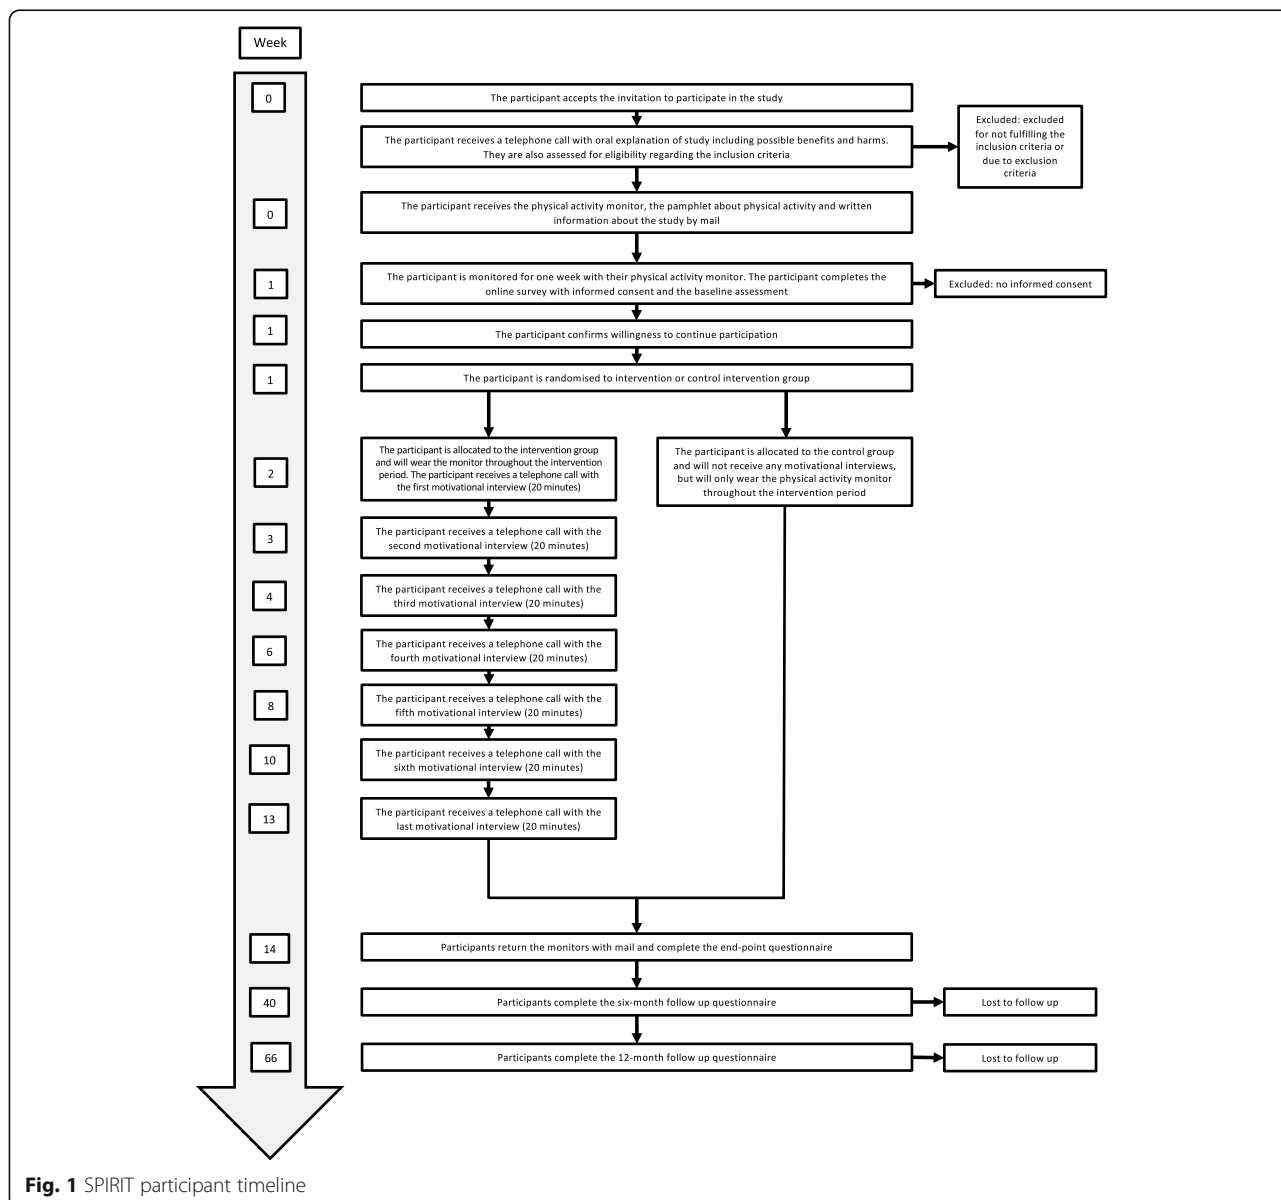 Week
0
The participant accepts the invitation to participate in the study
The participant receives a telephone call with oral explanation of study including possible benefits and harms.
They are also assessed for eligibility regarding the inclusion criteria
Excluded: excluded
for not fulfilling the
inclusion criteria or
due to exclusion
criteria
0
The participant receives the physical activity monitor, the pamphlet about physical activity and written
information about the study by mail
1
The participant is monitored for one week with their physical activity monitor. The participant completes the
online survey with informed consent and the baseline assessment
Excluded: no informed consent
1
The participant confirms willingness to continue participation
1
The participant is randomised to intervention or control intervention group
2
The participant is allocated to the intervention group
and will wear the monitor throughout the intervention
period. The participant receives a telephone call with
the first motivational interview (20 minutes)
The participant is allocated to the control group
and will not receive any motivational interviews,
but will only wear the physical activity monitor
throughout the intervention period
3
The participant receives a telephone call with the
second motivational interview (20 minutes)
4
The participant receives a telephone call with the
third motivational interview (20 minutes)
6
The participant receives a telephone call with the
fourth motivational interview (20 minutes)
8
The participant receives a telephone call with the
fifth motivational interview (20 minutes)
10
The participant receives a telephone call with the
sixth motivational interview (20 minutes)
13
The participant receives a telephone call with the
last motivational interview (20 minutes)
14
Participants return the monitors with mail and complete the end-point questionnaire
40
Participants complete the six-month follow up questionnaire
Lost to follow up
66
Participants complete the 12-month follow up questionnaire
Lost to follow up
Fig. 1 SPIRIT participant timeline